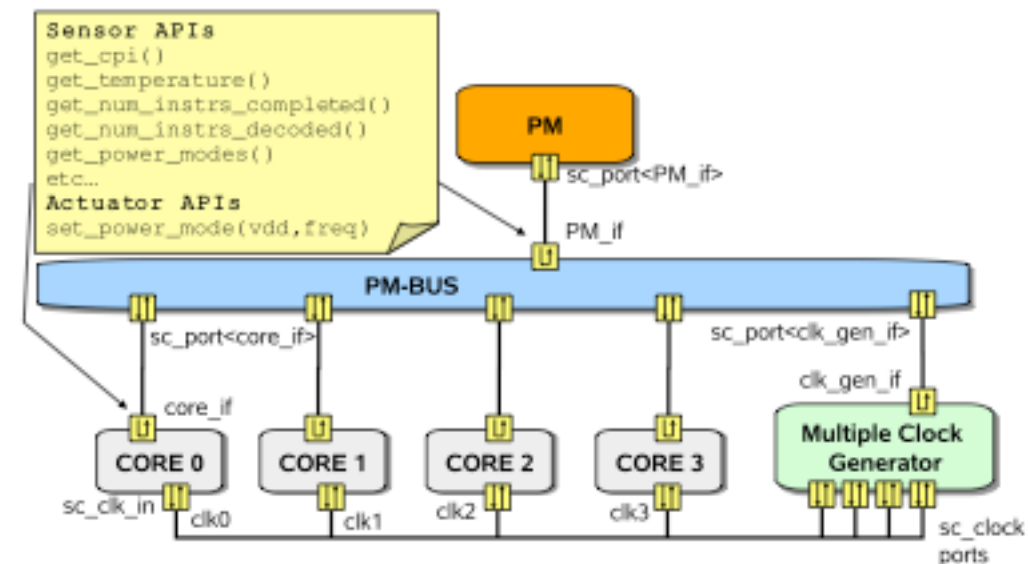 Sensor APIs
get_cpi()
get_temperature()
get_num_instrs_completed()
get_num_instrs_decoded()
get_power_modes()
etc…
Actuator APIs
set_power_mode(vdd,freq)
PM
sc_port<PM_if>
PM_if
PM-BUS
sc_port<core_if>
sc_port<clk_gen_if>
clk_gen_if
core_if
CORE 0
CORE 1
CORE 2
CORE 3
Multiple Clock
Generator
sc_clk_in
clk0
clk1
clk2
clk3
sc_clock
ports